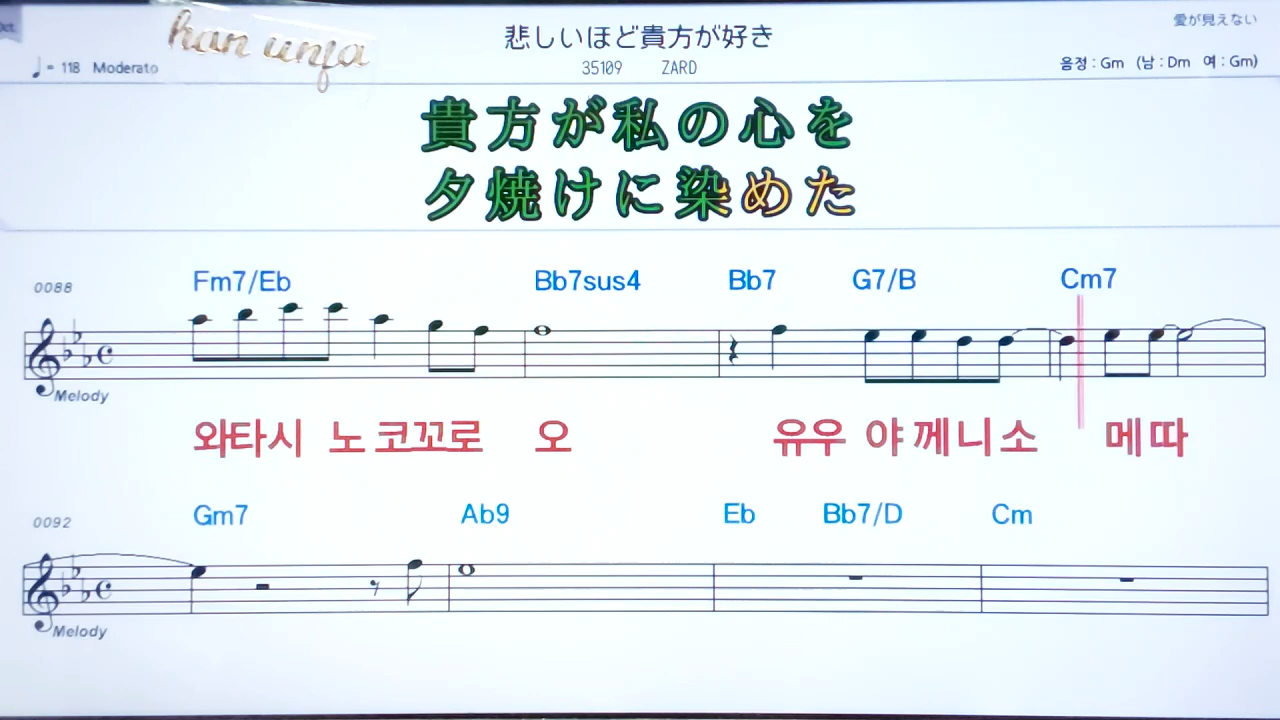 Oct.
han unfa
愛が見えない
悲しいほど貴方が好き
♩= 118 Moderato
35109 ZARD
음정 : Gm (남 : Dm 여 : Gm)
貴方が私の心を
夕焼けに染めた
0088 Fm7/Eb Bb7sus4 Bb7 G7/B Cm7
Melody
와타시 노 코꼬로 오 유우 야 께 니 소 메 따
0092 Gm7 Ab9 Eb Bb7/D Cm
Melody